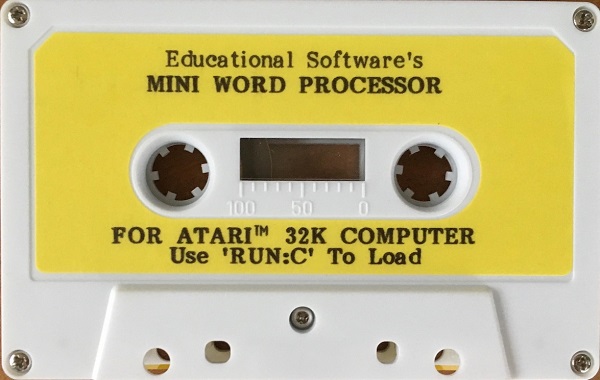 Educational Software's
MINI WORD PROCESSOR
100 50 0
FOR ATARI™ 32K COMPUTER
Use 'RUN:C' To Load